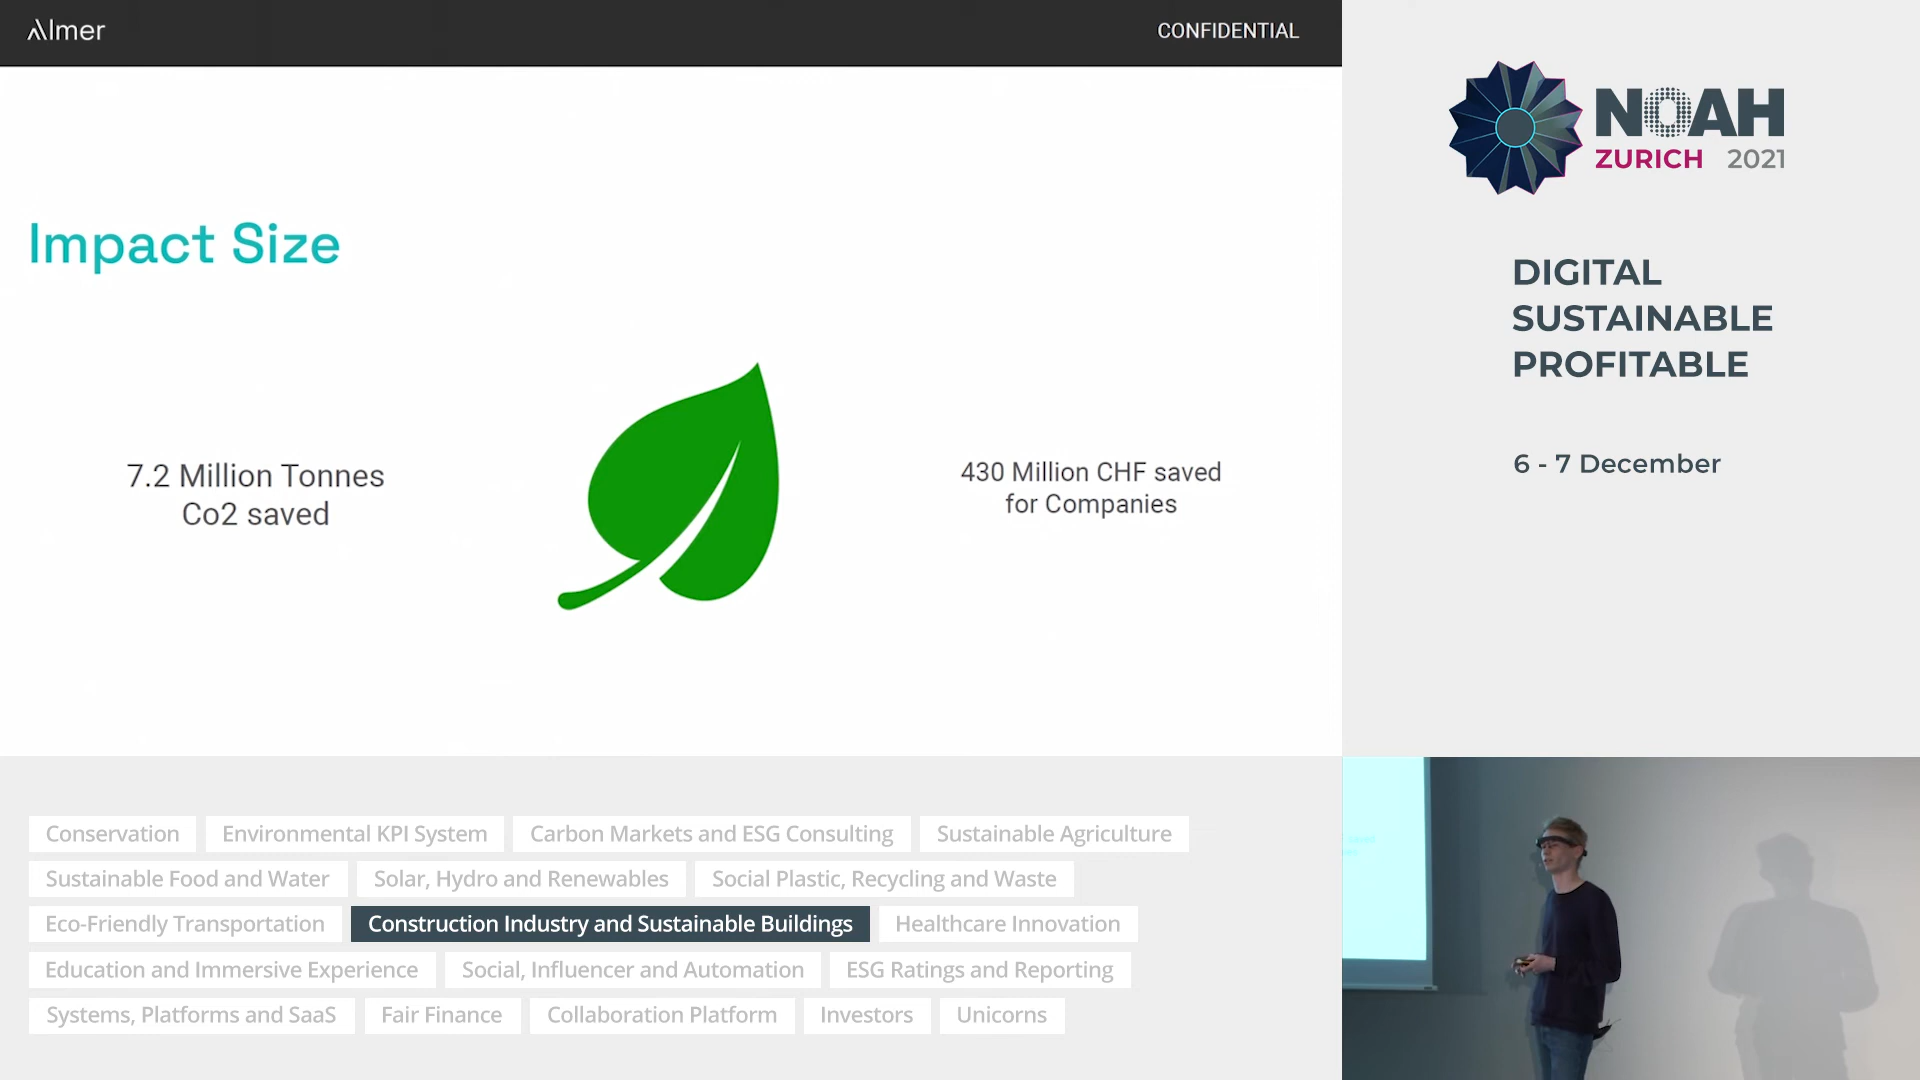 Almer
CONFIDENTIAL
Impact Size
7.2 Million Tonnes
Co2 saved
430 Million CHF saved
for Companies
NOAH
ZURICH 2021
DIGITAL
SUSTAINABLE
PROFITABLE
6 - 7 December
Conservation
Environmental KPI System
Carbon Markets and ESG Consulting
Sustainable Agriculture
Sustainable Food and Water
Solar, Hydro and Renewables
Social Plastic, Recycling and Waste
Eco-Friendly Transportation
Construction Industry and Sustainable Buildings
Healthcare Innovation
Education and Immersive Experience
Social, Influencer and Automation
ESG Ratings and Reporting
Systems, Platforms and SaaS
Fair Finance
Collaboration Platform
Investors
Unicorns